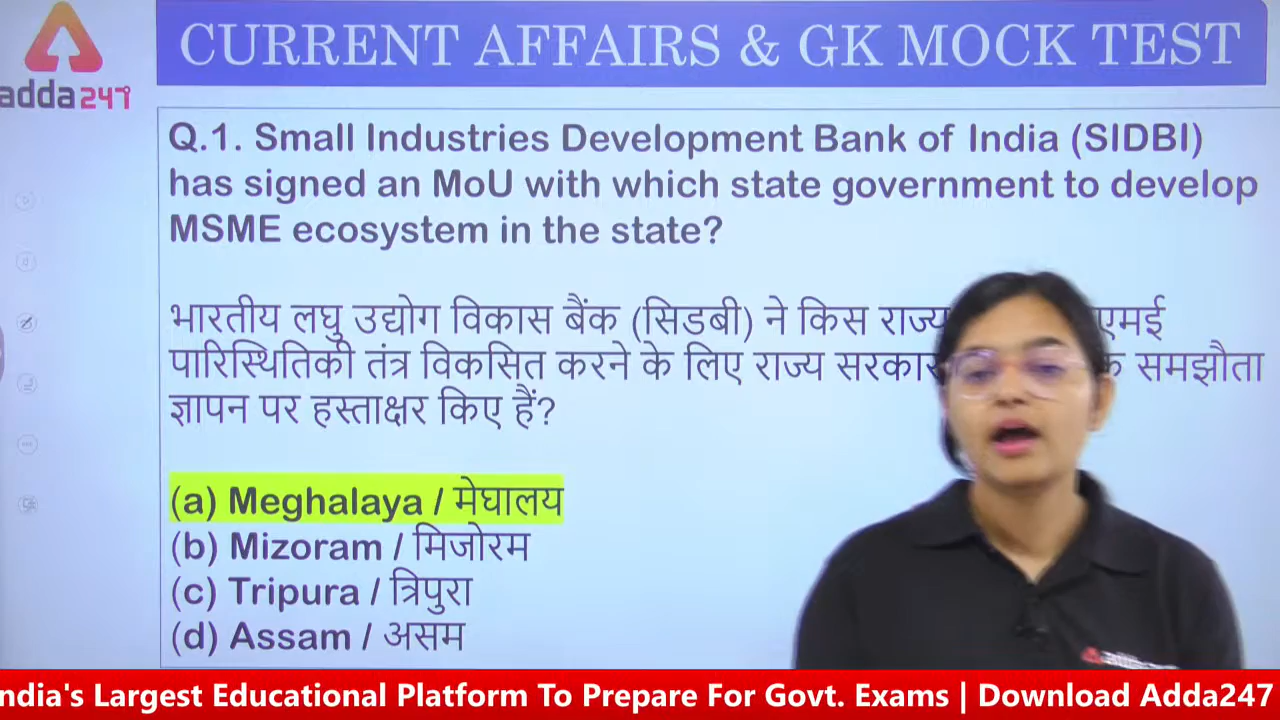 CURRENT AFFAIRS & GK MOCK TEST
adda247
Q.1. Small Industries Development Bank of India (SIDBI)
has signed an MoU with which state government to develop
MSME ecosystem in the state?
भारतीय लघु उद्योग विकास बैंक (सिडबी) ने किस राज्य एमई
पारिस्थितिकी तंत्र विकसित करने के लिए राज्य समझौता
ज्ञापन पर हस्ताक्षर किए हैं?
(a) Meghalaya / मेघालय
(b) Mizoram / मिजोरम
(c) Tripura / त्रिपुरा
(d) Assam / असम
ndia's Largest Educational Platform To Prepare For Govt. Exams | Download Adda247